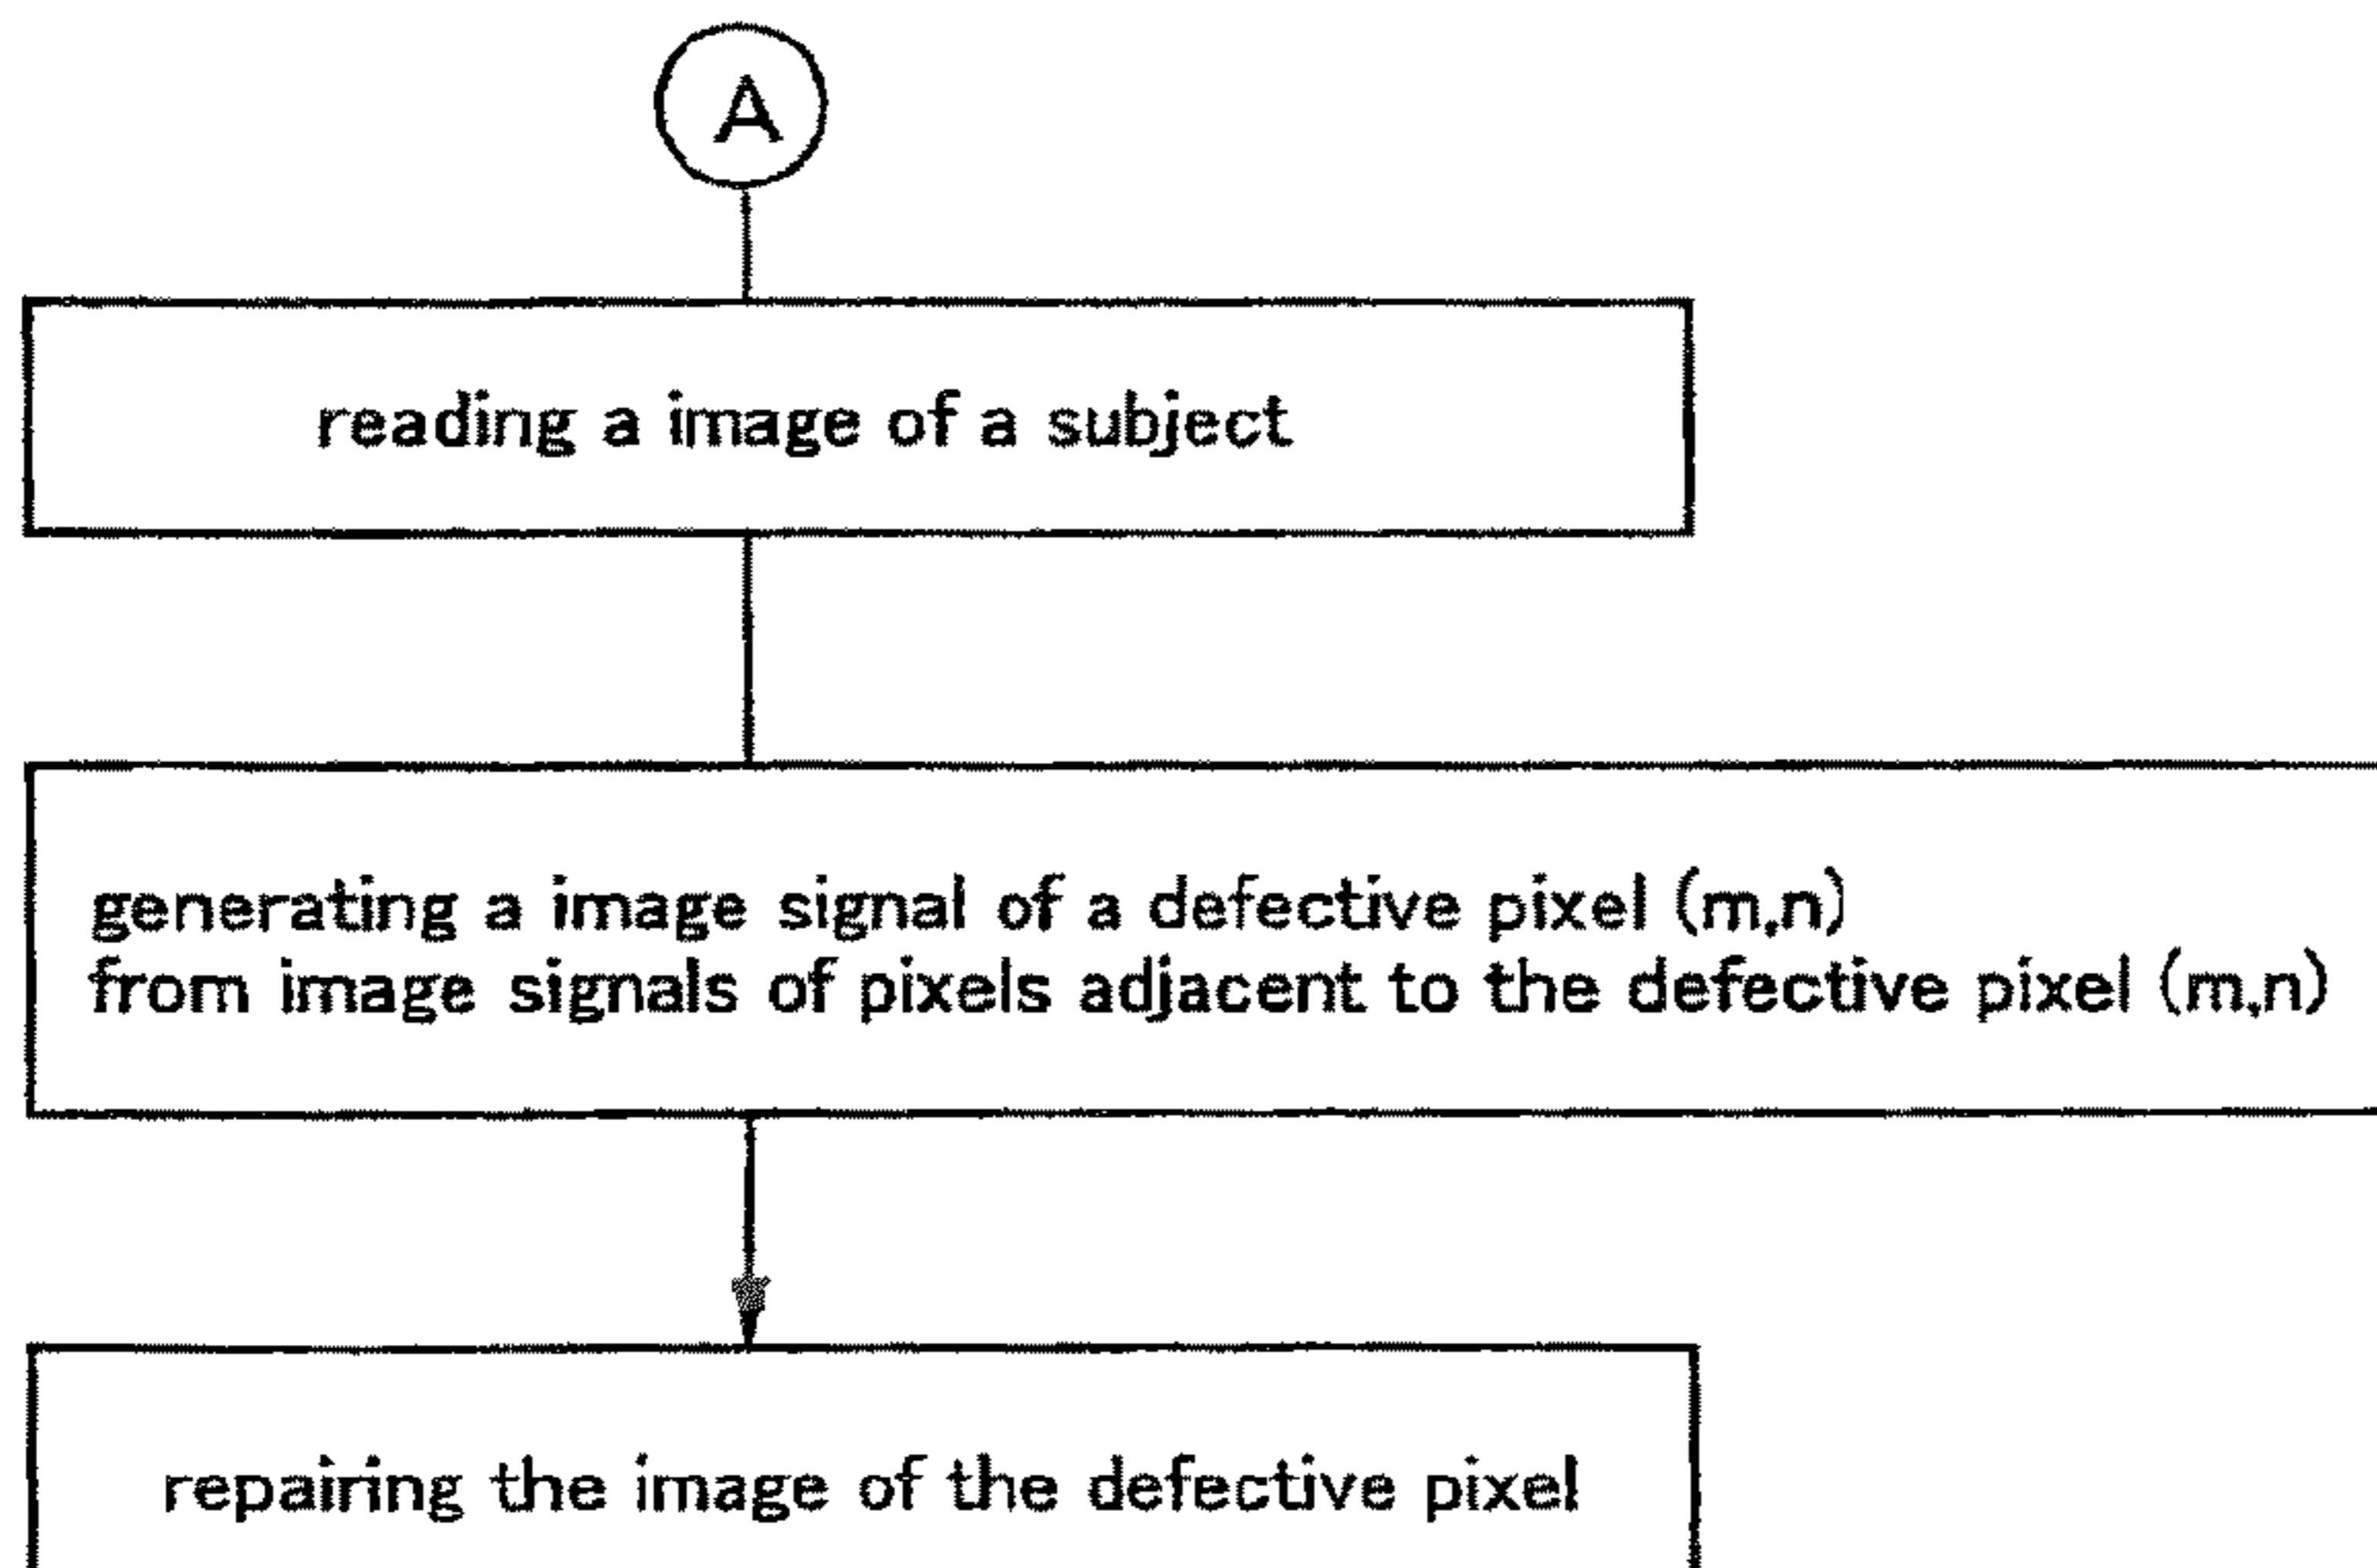 A
reading a image of a subject
generating a image signal of a defective pixel (m,n)
from image signals of pixels adjacent to the defective pixel (m,n)
repairing the image of the defective pixel